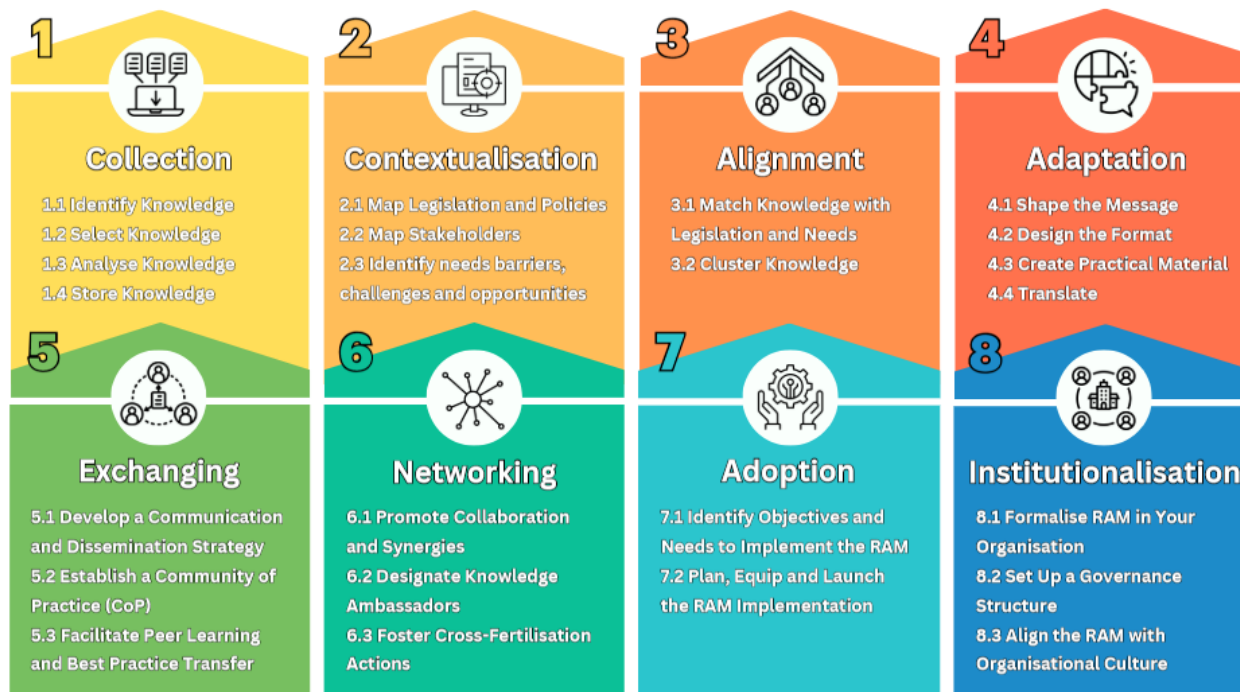 1
Collection
1.1 Identify Knowledge
1.2 Select Knowledge
1.3 Analyse Knowledge
1.4 Store Knowledge
2
Contextualisation
2.1 Map Legislation and Policies
2.2 Map Stakeholders
2.3 Identify needs barriers,
challenges and opportunities
3
Alignment
3.1 Match Knowledge with
Legislation and Needs
3.2 Cluster Knowledge
4
Adaptation
4.1 Shape the Message
4.2 Design the Format
4.3 Create Practical Material
4.4 Translate
5
Exchanging
5.1 Develop a Communication
and Dissemination Strategy
5.2 Establish a Community of
Practice (CoP)
5.3 Facilitate Peer Learning
and Best Practice Transfer
6
Networking
6.1 Promote Collaboration
and Synergies
6.2 Designate Knowledge
Ambassadors
6.3 Foster Cross-Fertilisation
Actions
7
Adoption
7.1 Identify Objectives and
Needs to Implement the RAM
7.2 Plan, Equip and Launch
the RAM Implementation
8
Institutionalisation
8.1 Formalise RAM in Your
Organisation
8.2 Set Up a Governance
Structure
8.3 Align the RAM with
Organisational Culture